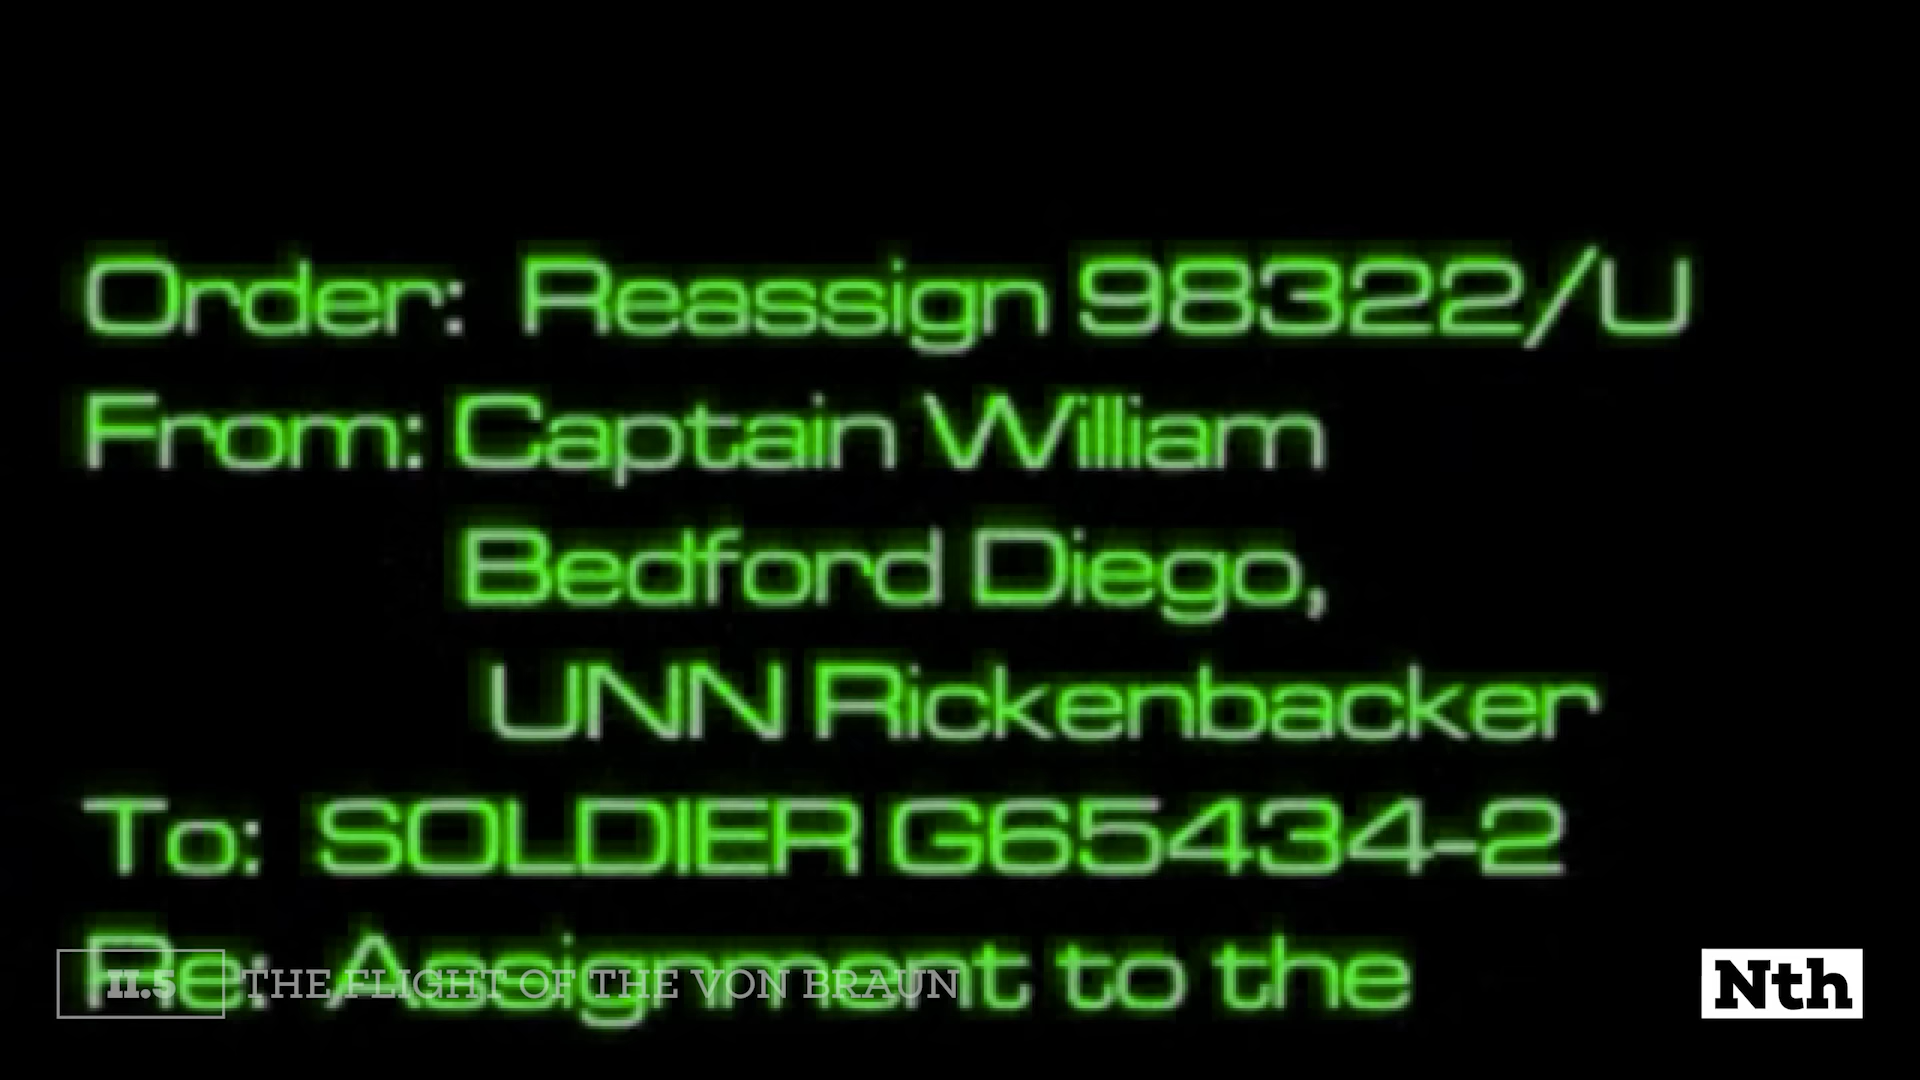 Order: Reassign 98322/U
From: Captain William
Bedford Diego,
UNN Rickenbacker
To: SOLDIER G65434-2
Re: Assignment to the
II.5 THE FLIGHT OF THE VON BRAUN
Nth